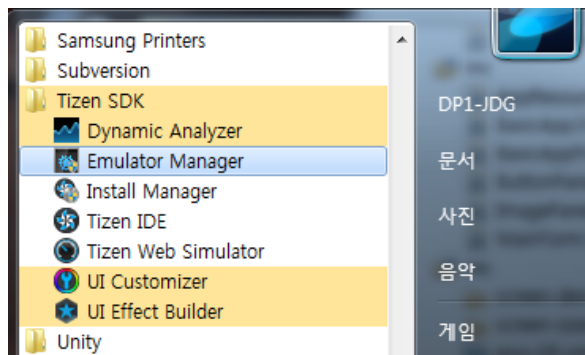 Samsung Printers
Subversion
Tizen SDK
Dynamic Analyzer
Emulator Manager
Install Manager
Tizen IDE
Tizen Web Simulator
UI Customizer
UI Effect Builder
Unity
DP1-JDG
문서
사진
음악
게임